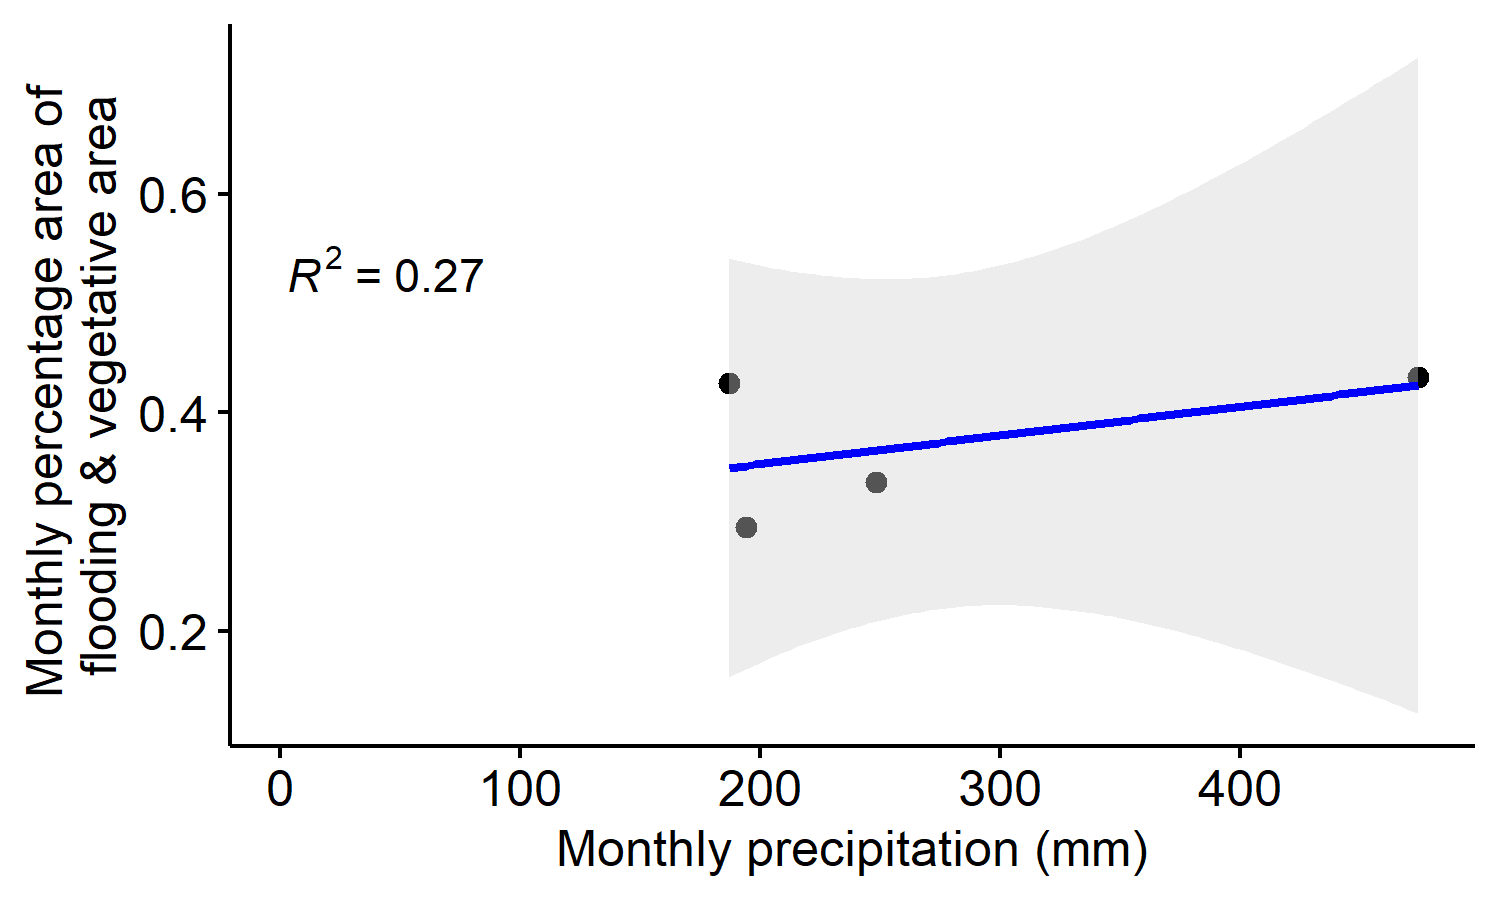 Monthly percentage area of
flooding & vegetative area
0.6
0.4
0.2
R² = 0.27
0 100 200 300 400
Monthly precipitation (mm)